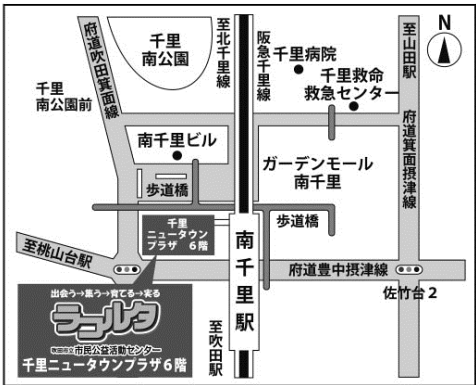 N
至北千里線
阪急千里線
至山田駅
府道吹田箕面線
千里
南公園
千里病院
千里救命
救急センター
千里
南公園前
府道箕面摂津線
南千里ビル
ガーデンモール
南千里
歩道橋
千里
ニュータウン
プラザ 6階
歩道橋
南千里駅
至桃山台駅
府道豊中摂津線
佐竹台2
出会う→集う→育てる→実る
ラコルタ
吹田市立市民公益活動センター
千里ニュータウンプラザ6階
至吹田駅